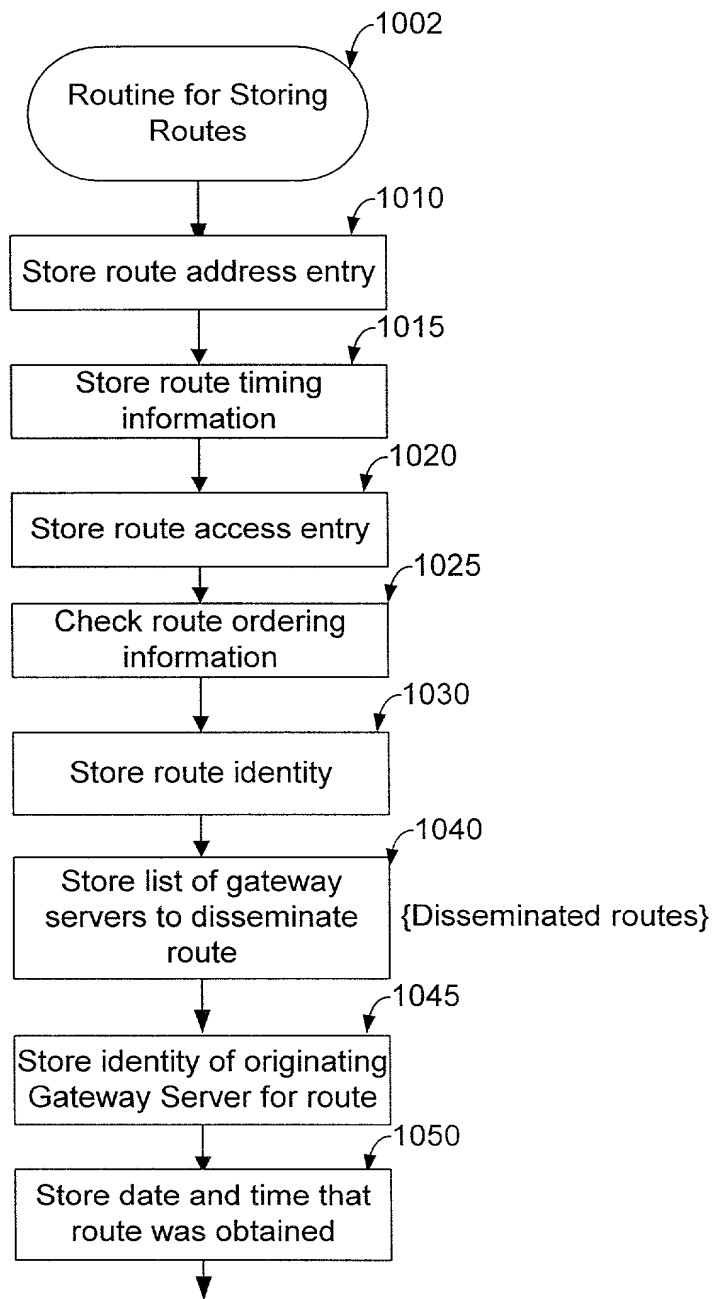 1002
Routine for Storing
Routes
1010
Store route address entry
1015
Store route timing
information
1020
Store route access entry
1025
Check route ordering
information
1030
Store route identity
1040
Store list of gateway
servers to disseminate
route
{Disseminated routes}
1045
Store identity of originating
Gateway Server for route
1050
Store date and time that
route was obtained